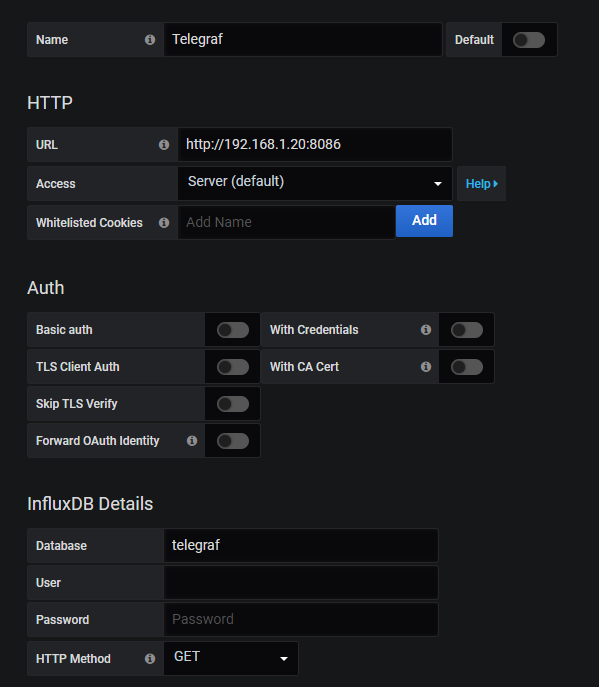 Name Telegraf Default
HTTP
URL http://192.168.1.20:8086
Access Server (default) Help
Whitelisted Cookies Add Name Add
Auth
Basic auth With Credentials
TLS Client Auth With CA Cert
Skip TLS Verify
Forward OAuth Identity
InfluxDB Details
Database telegraf
User
Password Password
HTTP Method GET